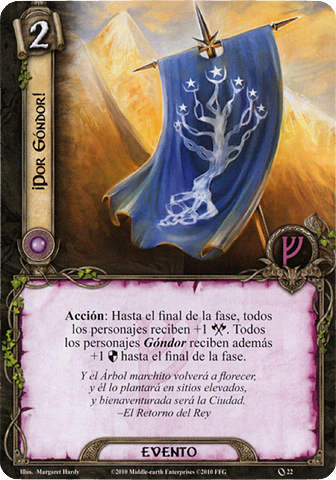 2
¡Por Góndor!
Acción: Hasta el final de la fase, todos
los personajes reciben +1 . Todos
los personajes Góndor reciben además
+1 hasta el final de la fase.
Y el Árbol marchito volverá a florecer,
y él lo plantará en sitios elevados,
y bienaventurada será la Ciudad.
–El Retorno del Rey
EVENTO
Illus. Margaret Hardy
©2010 Middle-earth Enterprises ©2010 FFG
22